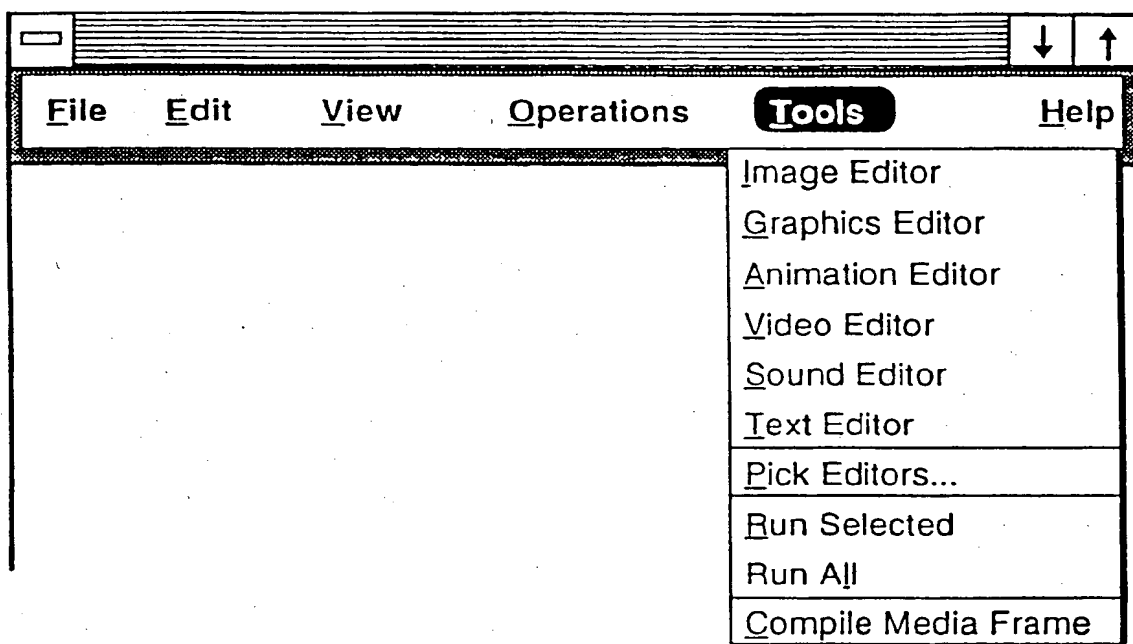 File Edit View Operations Tools Help
Image Editor
Graphics Editor
Animation Editor
Video Editor
Sound Editor
Text Editor
Pick Editors...
Run Selected
Run All
Compile Media Frame